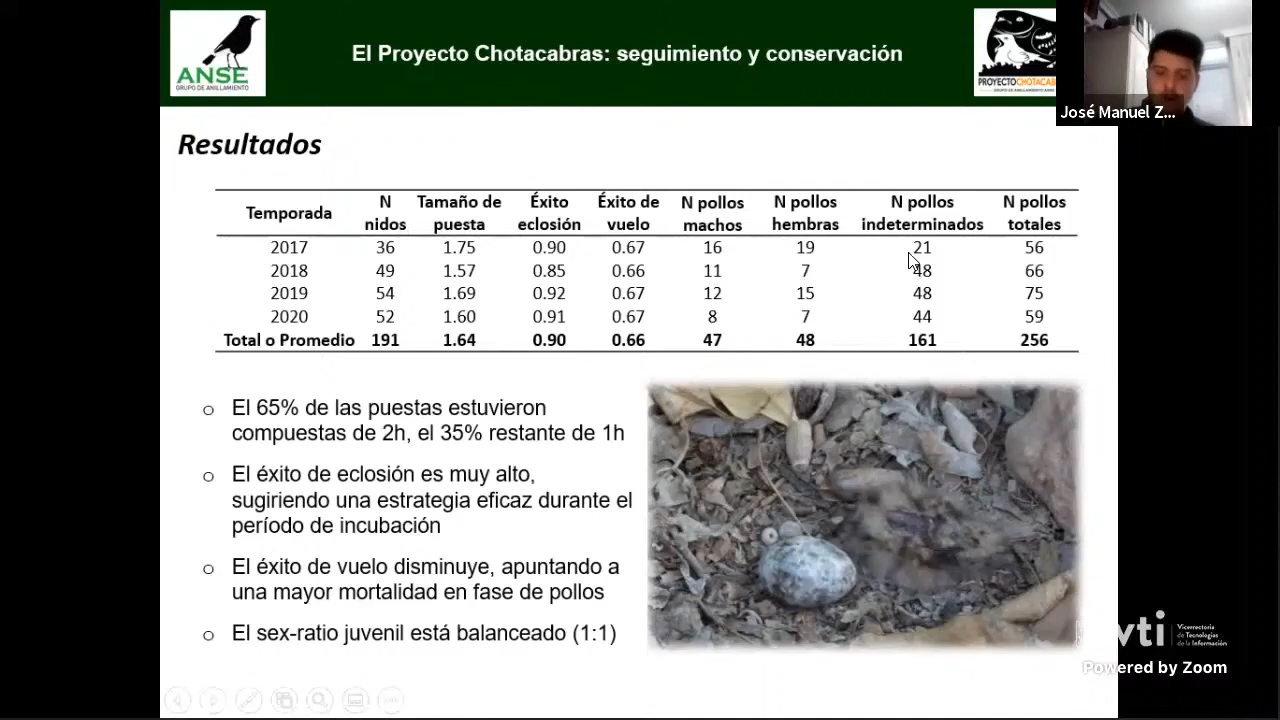 El Proyecto Chotacabras: seguimiento y conservación
ANSE
GRUPO DE ANILLAMIENTO
PROYECTOCHOTACAB
José Manuel Z...
Resultados
Temporada N nidos Tamaño de puesta Éxito eclosión Éxito de vuelo N pollos machos N pollos hembras N pollos indeterminados N pollos totales
2017 36 1.75 0.90 0.67 16 19 21 56
2018 49 1.57 0.85 0.66 11 7 48 66
2019 54 1.69 0.92 0.67 12 15 48 75
2020 52 1.60 0.91 0.67 8 7 44 59
Total o Promedio 191 1.64 0.90 0.66 47 48 161 256
El 65% de las puestas estuvieron
compuestas de 2h, el 35% restante de 1h
El éxito de eclosión es muy alto,
sugiriendo una estrategia eficaz durante el
período de incubación
El éxito de vuelo disminuye, apuntando a
una mayor mortalidad en fase de pollos
El sex-ratio juvenil está balanceado (1:1)
vti
Vicerrectoría
de Tecnologías
de la Información
Powered by Zoom